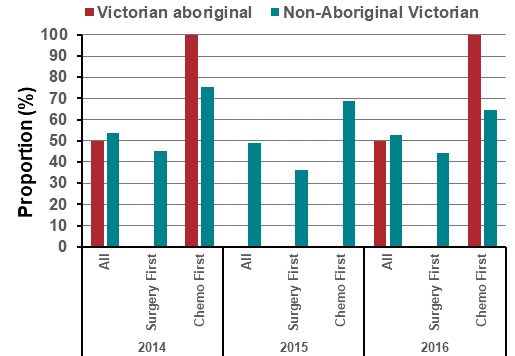 Victorian aboriginal Non-Aboriginal Victorian
Proportion (%)
100
90
80
70
60
50
40
30
20
10
0
All Surgery First Chemo First All Surgery First Chemo First All Surgery First Chemo First
2014 2015 2016